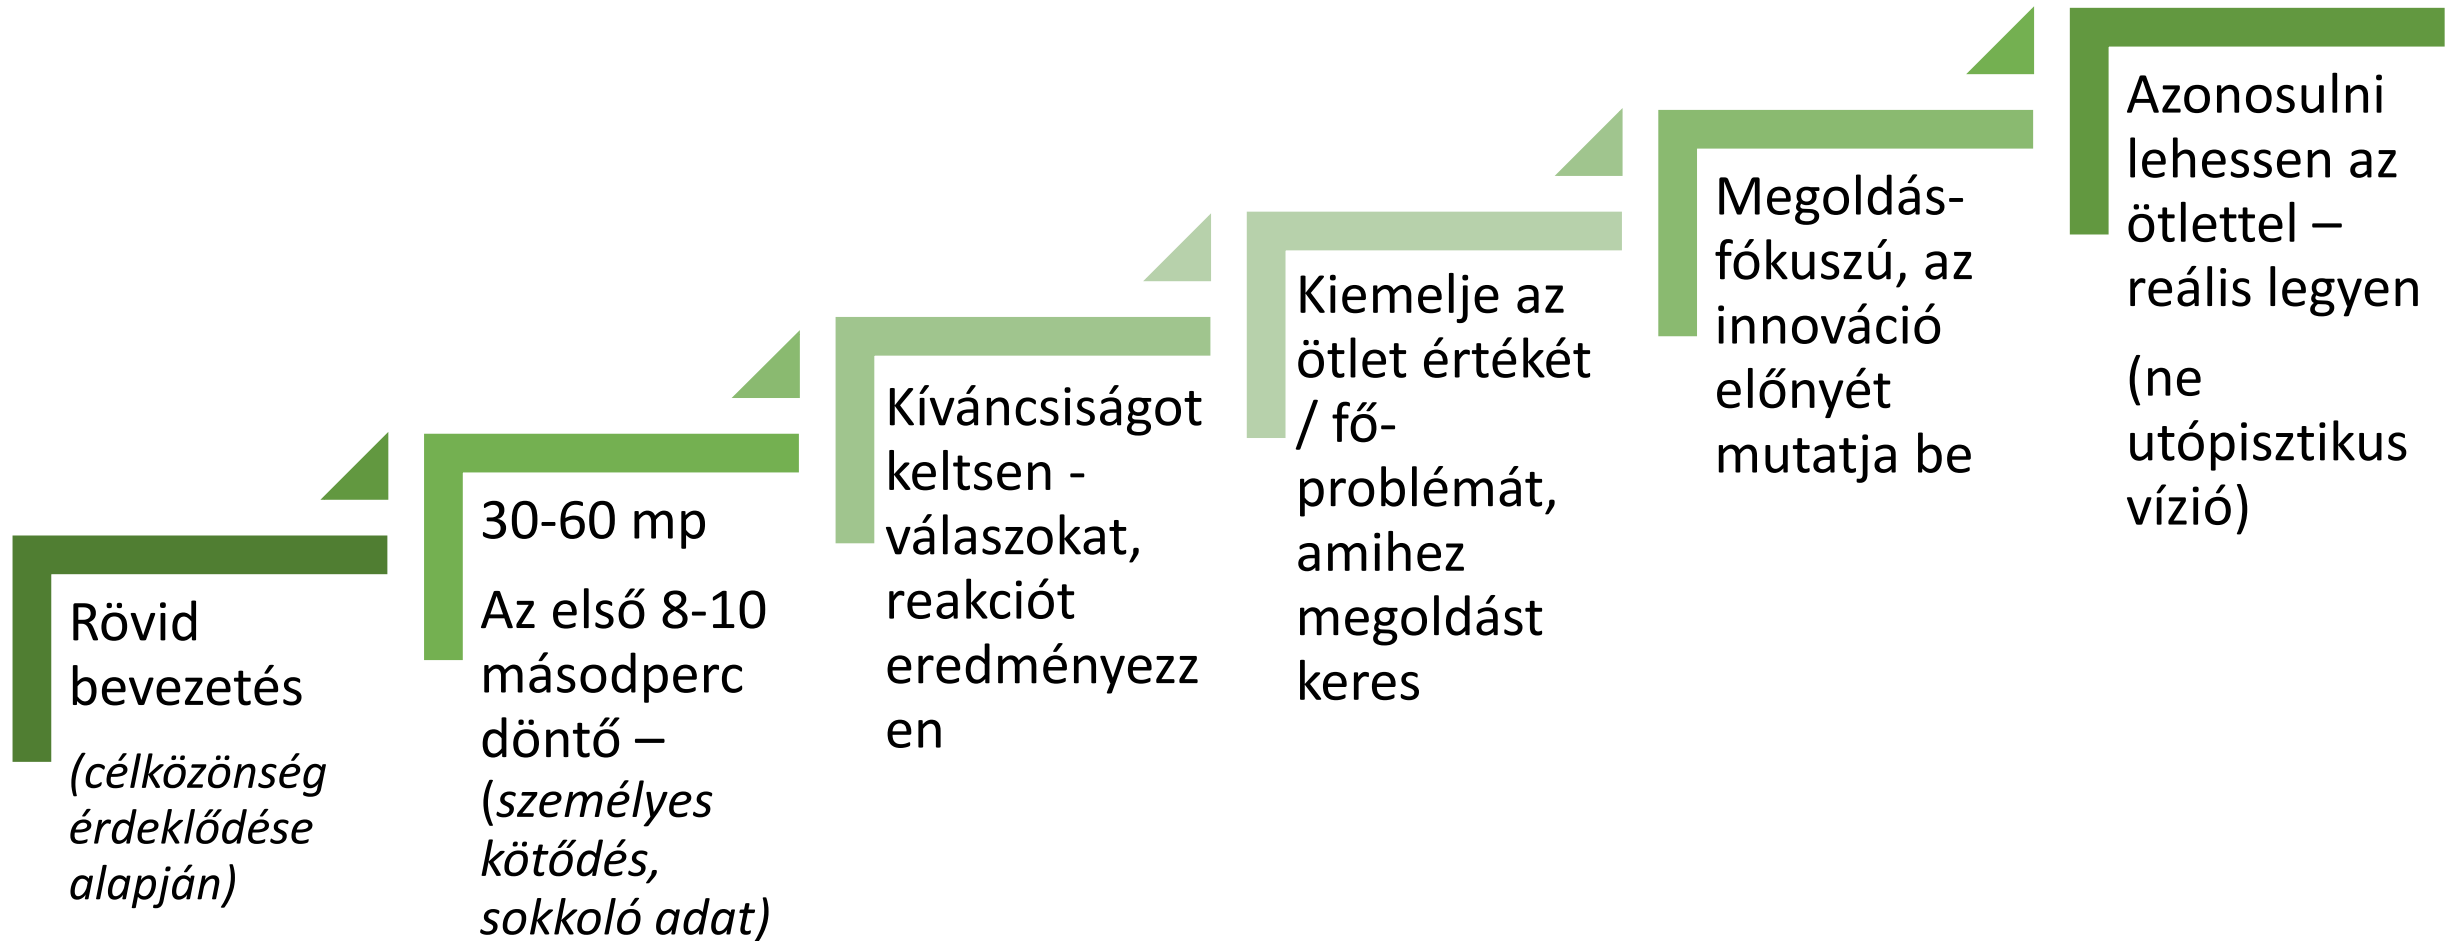 Rövid
bevezetés
(célközönség
érdeklődése
alapján)
30-60 mp
Az első 8-10
másodperc
döntő –
(személyes
kötődés,
sokkoló adat)
Kíváncsiságot
keltsen -
válaszokat,
reakciót
eredményezz
en
Kiemelje az
ötlet értékét
/ fő-
problémát,
amihez
megoldást
keres
Megoldás-
fókuszú, az
innováció
előnyét
mutatja be
Azonosulni
lehessen az
ötlettel –
reális legyen
(ne
utópisztikus
vízió)